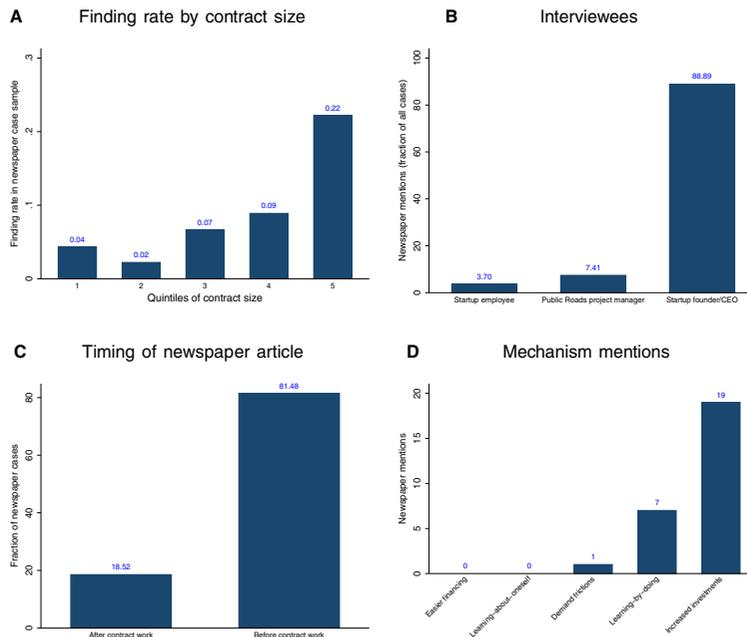 A Finding rate by contract size
Finding rate in newspaper case sample
.3
.2
.1
0
0.04
0.02
0.07
0.09
0.22
1 2 3 4 5
Quintiles of contract size
B Interviewees
Newspaper mentions (fraction of all cases)
100
80
60
40
20
0
3.70
7.41
88.89
Startup employee Public Roads project manager Startup founder/CEO
C Timing of newspaper article
Fraction of newspaper cases
80
60
40
20
0
18.52
81.48
After contract work Before contract work
D Mechanism mentions
Newspaper mentions
20
15
10
5
0
0
0
1
7
19
Easier financing
Learning-about-oneself
Demand frictions
Learning-by-doing
Increased investments